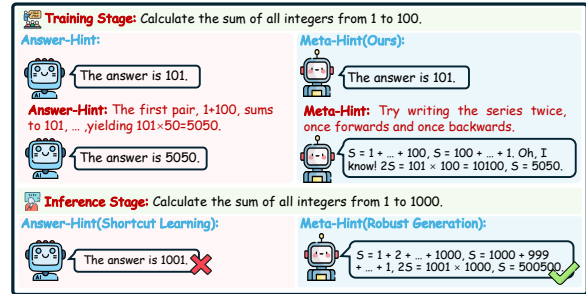 Training Stage: Calculate the sum of all integers from 1 to 100.
Answer-Hint:
The answer is 101.
Answer-Hint: The first pair, 1+100, sums
to 101, ... ,yielding 101×50=5050.
The answer is 5050.
Meta-Hint(Ours):
The answer is 101.
Meta-Hint: Try writing the series twice,
once forwards and once backwards.
S = 1 + ... + 100, S = 100 + ... + 1. Oh, I
know! 2S = 101 × 100 = 10100, S = 5050.
Inference Stage: Calculate the sum of all integers from 1 to 1000.
Answer-Hint(Shortcut Learning):
The answer is 1001.
Meta-Hint(Robust Generation):
S = 1 + 2 + ... + 1000, S = 1000 + 999
+ ... + 1, 2S = 1001 × 1000, S = 500500.